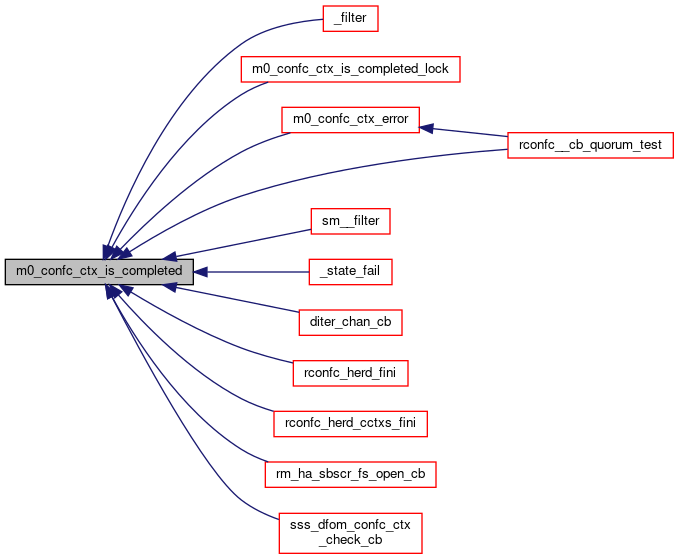 _filter
m0_confc_ctx_is_completed_lock
m0_confc_ctx_error
rconfc__cb_quorum_test
sm__filter
m0_confc_ctx_is_completed
_state_fail
diter_chan_cb
rconfc_herd_fini
rconfc_herd_cctxs_fini
rm_ha_sbscr_fs_open_cb
sss_dfom_confc_ctx
_check_cb